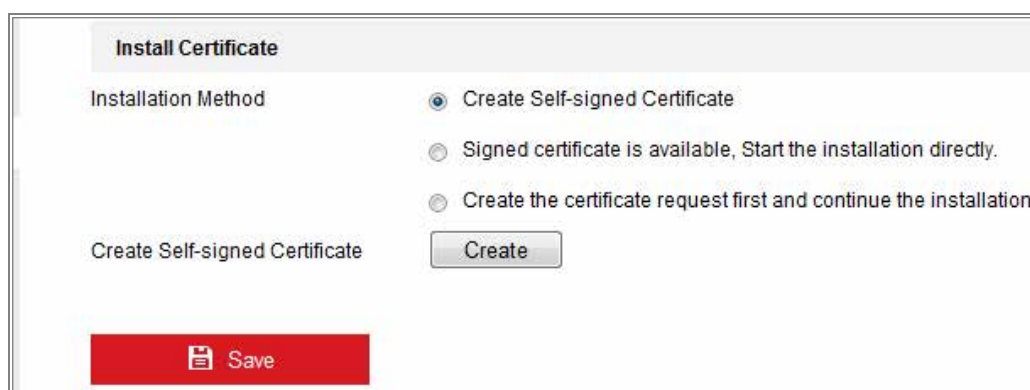 Install Certificate
Installation Method
Create Self-signed Certificate
Signed certificate is available, Start the installation directly.
Create the certificate request first and continue the installation
Create Self-signed Certificate
Create
Save